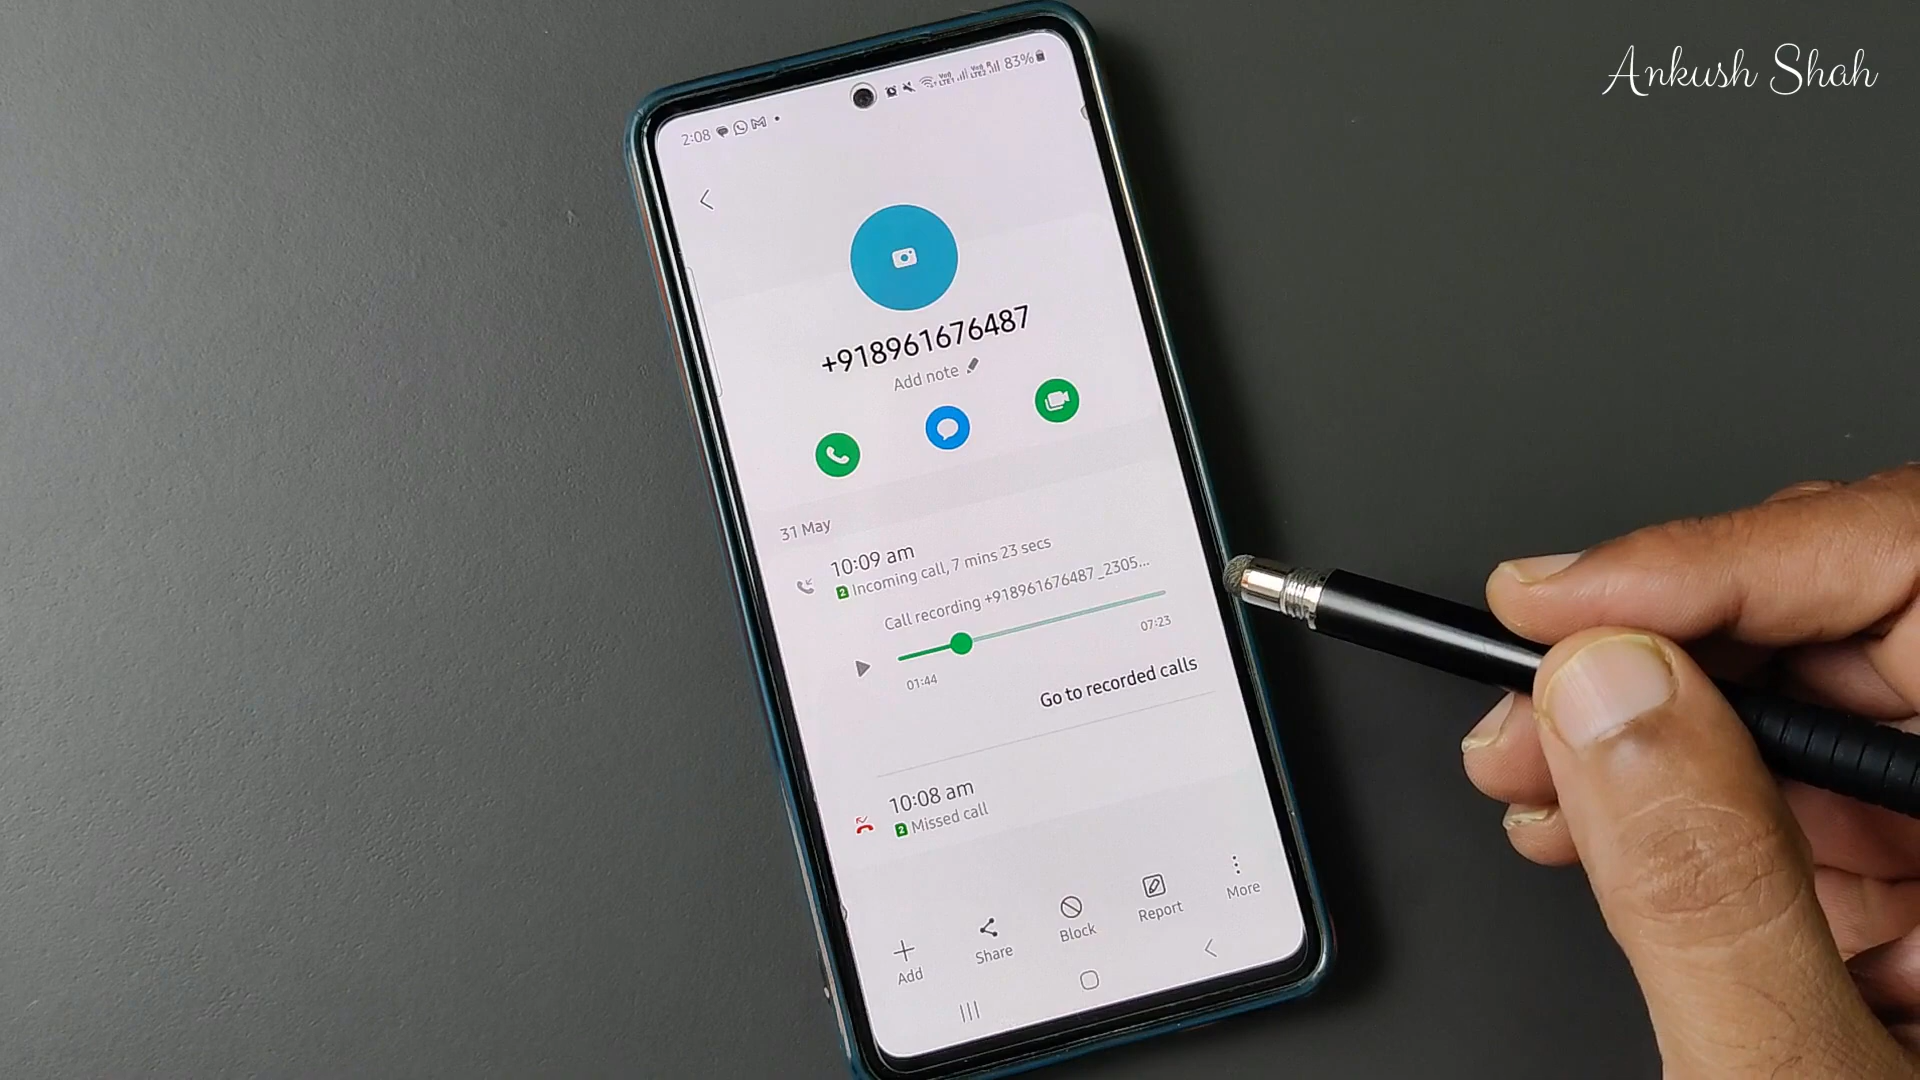 Ankush Shah
2:08
83%
+918961676487
Add note
31 May
10:09 am
2 Incoming call, 7 mins 23 secs
Call recording +918961676487_2305...
01:44
07:23
Go to recorded calls
10:08 am
2 Missed call
Add
Share
Block
Report
More